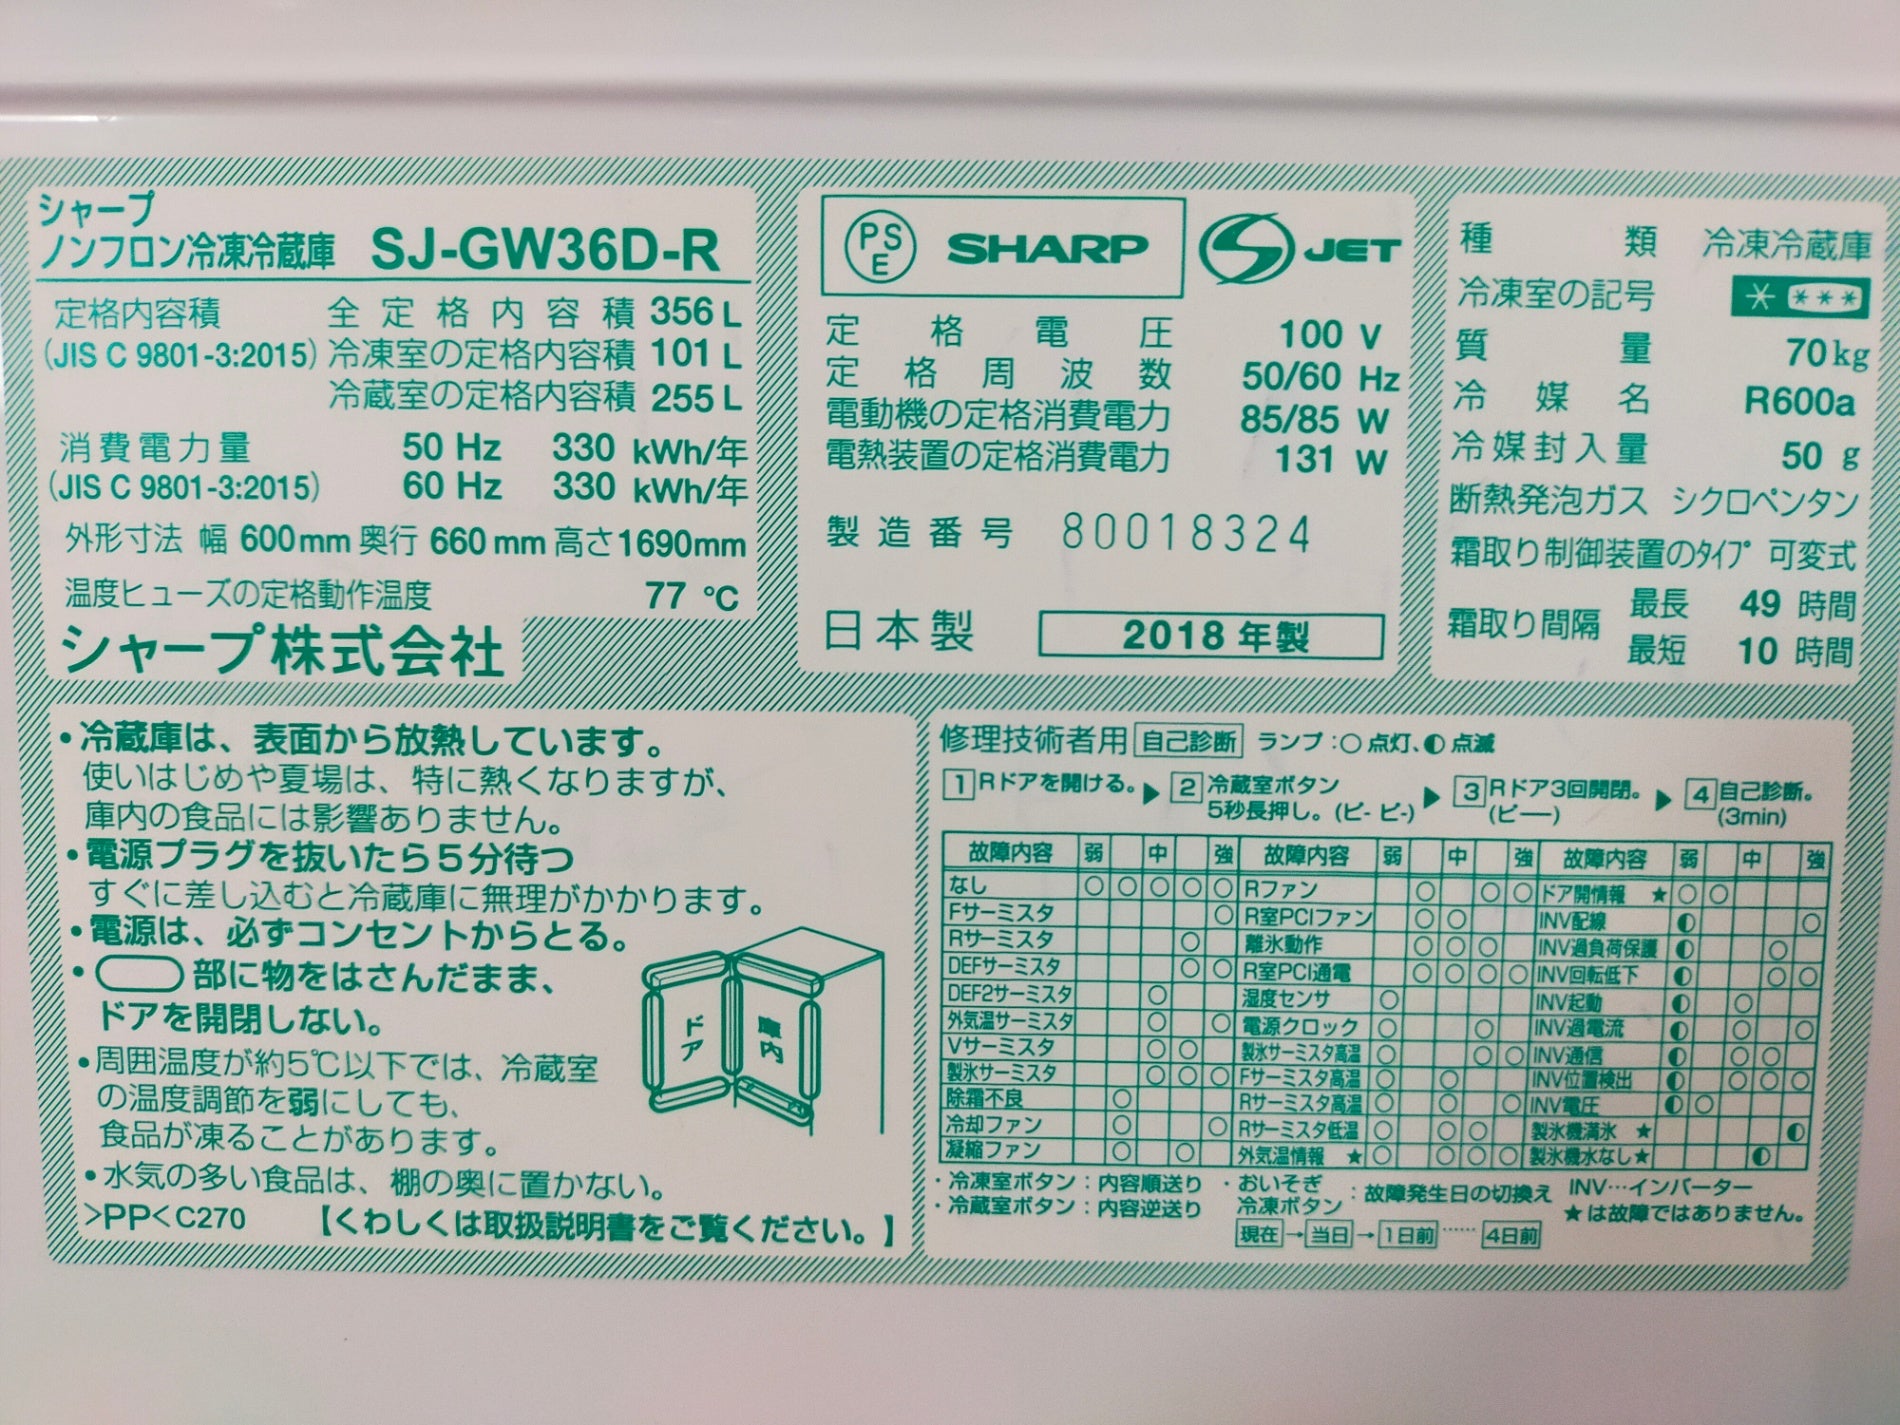 シャープ
ノンフロン冷凍冷蔵庫 SJ-GW36D-R
定格内容積 全定格内容積 356 L
(JIS C 9801-3:2015) 冷凍室の定格内容積 101 L
冷蔵室の定格内容積 255 L
消費電力量 50 Hz 330 kWh/年
(JIS C 9801-3:2015) 60 Hz 330 kWh/年
外形寸法 幅 600mm 奥行 660mm 高さ1690mm
温度ヒューズの定格動作温度 77 ℃
シャープ株式会社
PSE SHARP JET
定格電圧 100 V
定格周波数 50/60 Hz
電動機の定格消費電力 85/85 W
電熱装置の定格消費電力 131 W
製造番号 80018324
日本製 2018年製
種類 冷凍冷蔵庫
冷凍室の記号 * ***
質量 70kg
冷媒名 R600a
冷媒封入量 50 g
断熱発泡ガス シクロペンタン
霜取り制御装置のタイプ 可変式
霜取り間隔 最長 49 時間
最短 10 時間
・冷蔵庫は、表面から放熱しています。
使いはじめや夏場は、特に熱くなりますが、
庫内の食品には影響ありません。
・電源プラグを抜いたら5分待つ
すぐに差し込むと冷蔵庫に無理がかかります。
・電源は、必ずコンセントからとる。
・ 部に物をはさんだまま、
ドアを開閉しない。
ドア 庫内
・周囲温度が約5℃以下では、冷蔵室
の温度調節を弱にしても、
食品が凍ることがあります。
・水気の多い食品は、棚の奥に置かない。
>PP< C270 【くわしくは取扱説明書をご覧ください。】
修理技術者用 自己診断 ランプ:○点灯、◐点滅
1 Rドアを開ける。▶ 2 冷蔵室ボタン 5秒長押し。(ピ- ピ-) ▶ 3 Rドア3回開閉。(ピー) ▶ 4 自己診断。(3min)
故障内容 弱 中 強 故障内容 弱 中 強 故障内容 弱 中 強
なし ○ ○ ○ ○ ○ Rファン ○ ○ ○ ドア開情報 ★ ○ ○
Fサーミスタ ○ R室PCIファン ○ ○ INV配線 ◐ ○
Rサーミスタ ○ 離氷動作 ○ ○ ○ INV過負荷保護 ◐ ○
DEFサーミスタ ○ ○ R室PCI通電 ○ ○ ○ ○ INV回転低下 ◐ ○ ○
DEF2サーミスタ ○ 湿度センサ ○ INV起動 ◐ ○
外気温サーミスタ ○ ○ 電源クロック ○ ○ INV過電流 ◐ ○ ○
Vサーミスタ ○ ○ 製氷サーミスタ高温 ○ ○ ○ INV通信 ◐ ○ ○
製氷サーミスタ ○ ○ ○ Fサーミスタ高温 ○ ○ INV位置検出 ◐ ○ ○ ○
除霜不良 ○ Rサーミスタ高温 ○ ○ ○ INV電圧 ◐ ○
冷却ファン ○ ○ Rサーミスタ低温 ○ ○ ○ 製氷機満氷 ★ ◐
凝縮ファン ○ ○ 外気温情報 ★ ○ ○ ○ ○ 製氷機水なし★ ◐
・冷凍室ボタン:内容順送り
・冷蔵室ボタン:内容逆送り
・おいそぎ冷凍ボタン:故障発生日の切換え
現在→当日→1日前……4日前
INV…インバーター
★は故障ではありません。